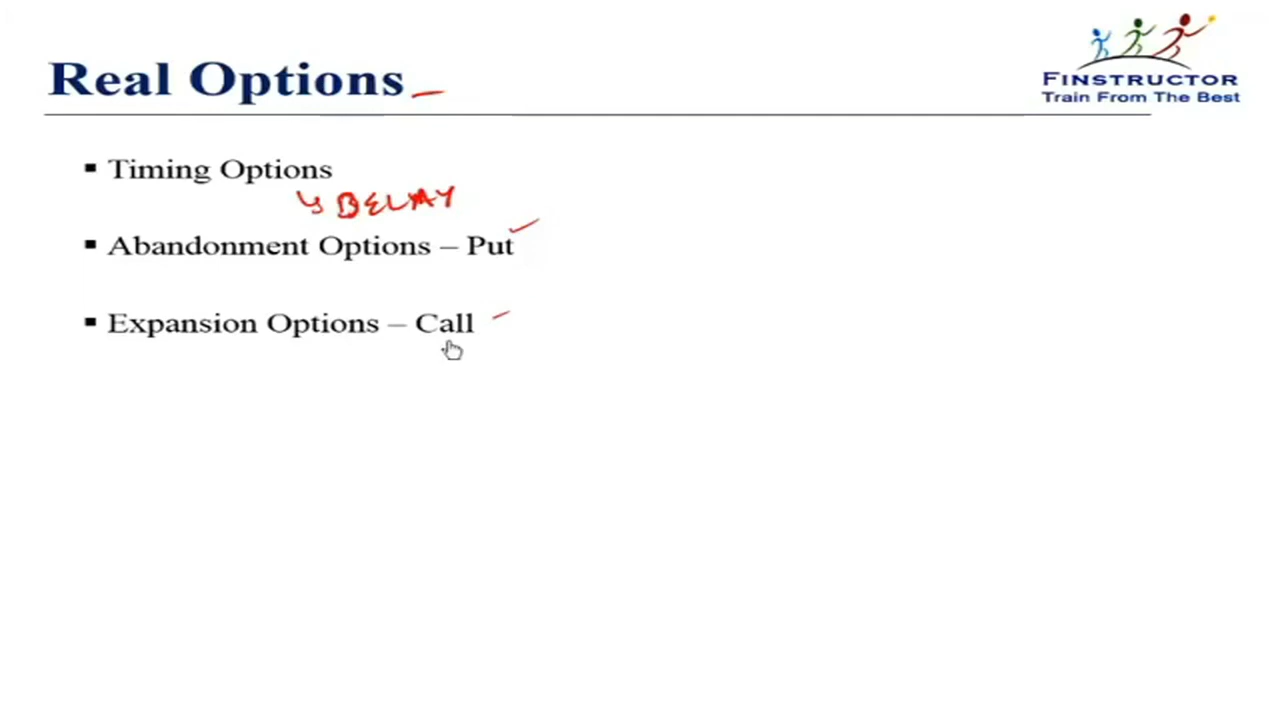 Real Options
FINSTRUCTOR
Train From The Best
▪ Timing Options
↳ DELAY
▪ Abandonment Options – Put
▪ Expansion Options – Call